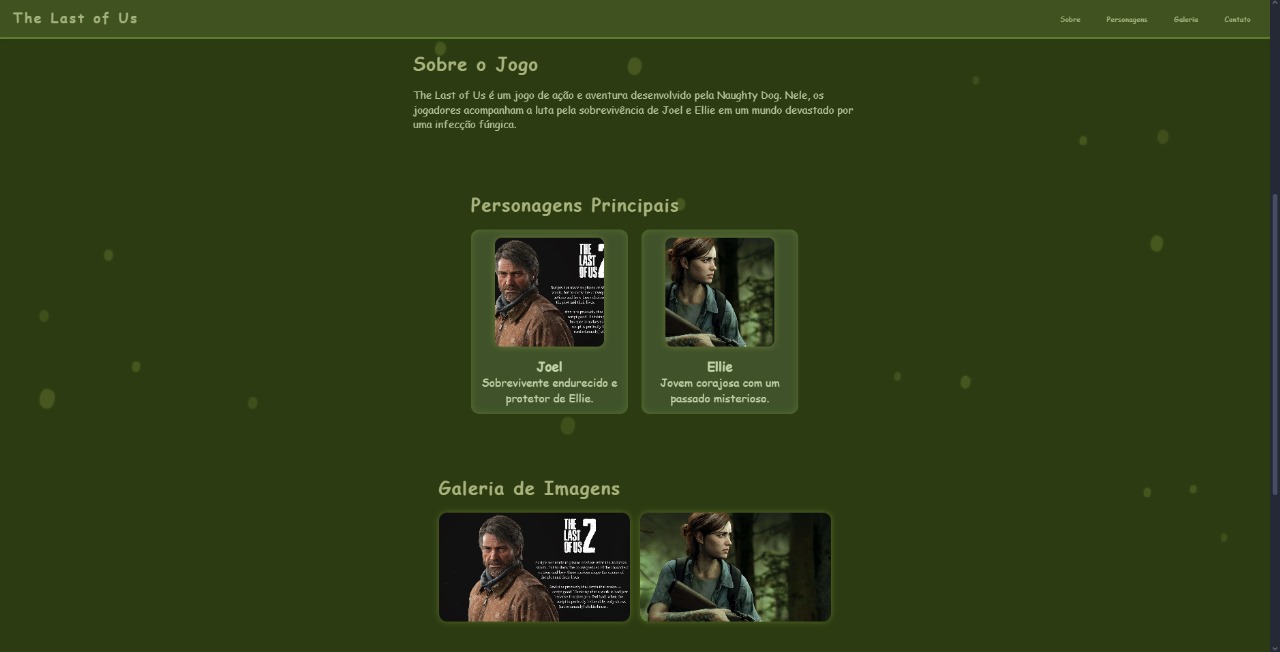 The Last of Us
Sobre Personagens Galeria Contato
Sobre o Jogo
The Last of Us é um jogo de ação e aventura desenvolvido pela Naughty Dog. Nele, os
jogadores acompanham a luta pela sobrevivência de Joel e Ellie em um mundo devastado por
uma infecção fúngica.
Personagens Principais
THE
LAST
OF US
Joel
Sobrevivente endurecido e
protetor de Ellie.
Ellie
Jovem corajosa com um
passado misterioso.
Galeria de Imagens
THE
LAST
OF US 2